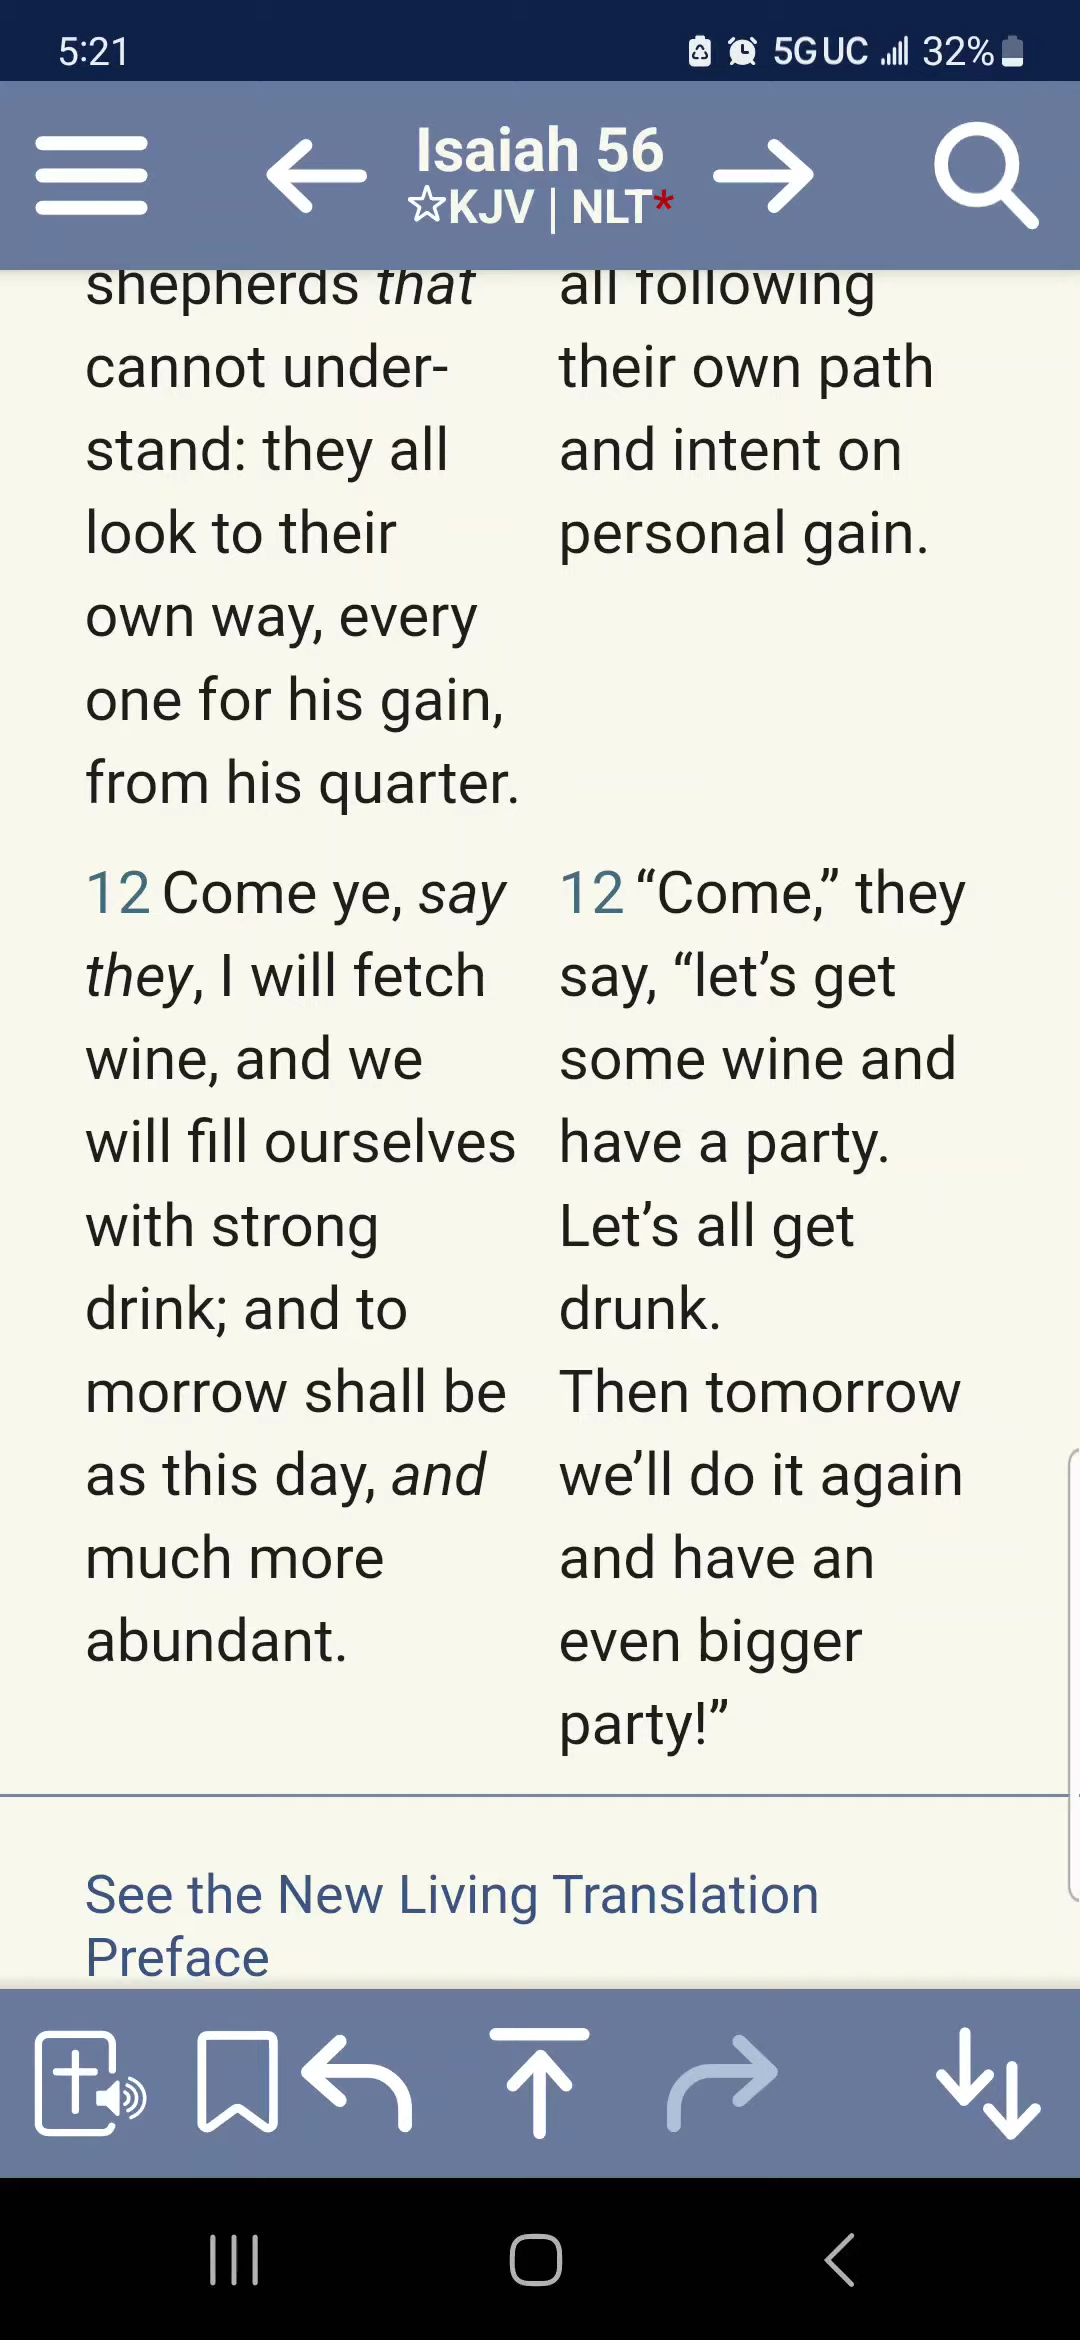 5:21
5G UC 32%
Isaiah 56
☆KJV | NLT*
shepherds that
cannot under-
stand: they all
look to their
own way, every
one for his gain,
from his quarter.
all following
their own path
and intent on
personal gain.
12 Come ye, say
they, I will fetch
wine, and we
will fill ourselves
with strong
drink; and to
morrow shall be
as this day, and
much more
abundant.
12 “Come,” they
say, “let’s get
some wine and
have a party.
Let’s all get
drunk.
Then tomorrow
we’ll do it again
and have an
even bigger
party!”
See the New Living Translation
Preface